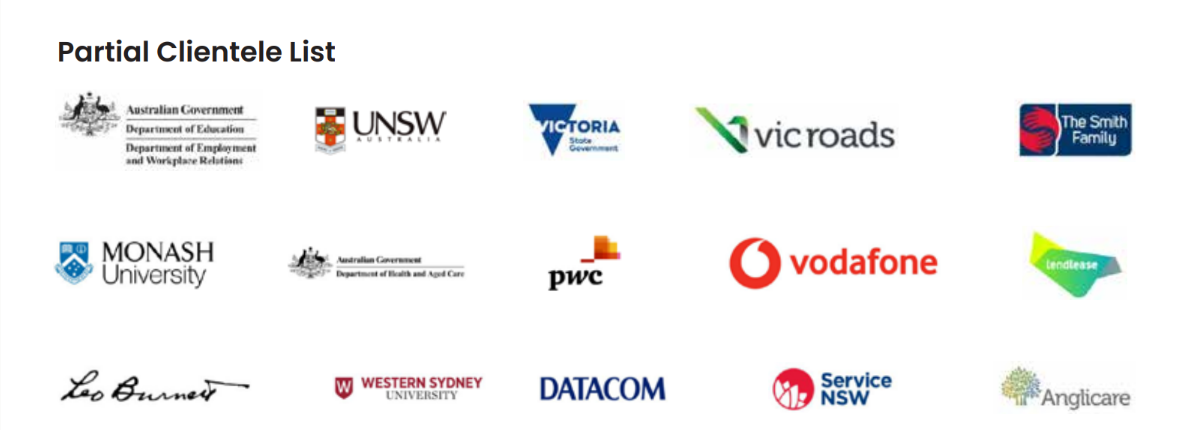 Partial Clientele List
Australian Government
Department of Education
Department of Employment
and Workplace Relations
UNSW
AUSTRALIA
VICTORIA
State
Government
vic roads
The Smith
Family
MONASH
University
Australian Government
Department of Health and Aged Care
pwc
vodafone
lendlease
Leo Burnett
W
WESTERN SYDNEY
UNIVERSITY
DATACOM
Service
NSW
Anglicare